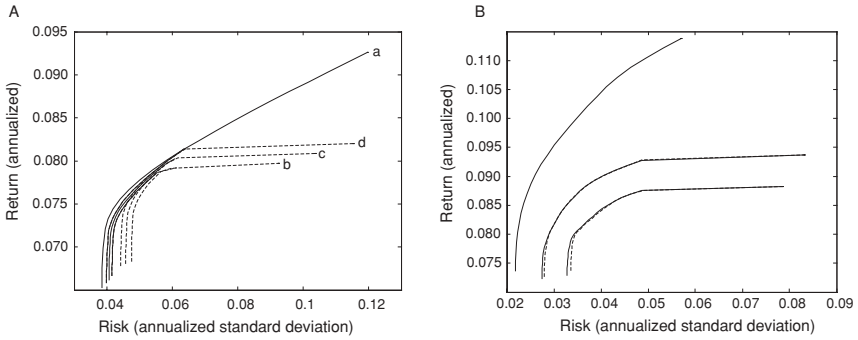 A
0.095
0.090
0.085
0.080
0.070
Return (annualized)
a
d
c
b
0.04
0.06
0.08
0.1
0.12
Risk (annualized standard deviation)
B
0.110
0.105
0.100
0.095
0.090
0.085
0.080
0.075
Return (annualized)
0.02
0.03
0.04
0.05
0.06
0.07
0.08
0.09
Risk (annualized standard deviation)